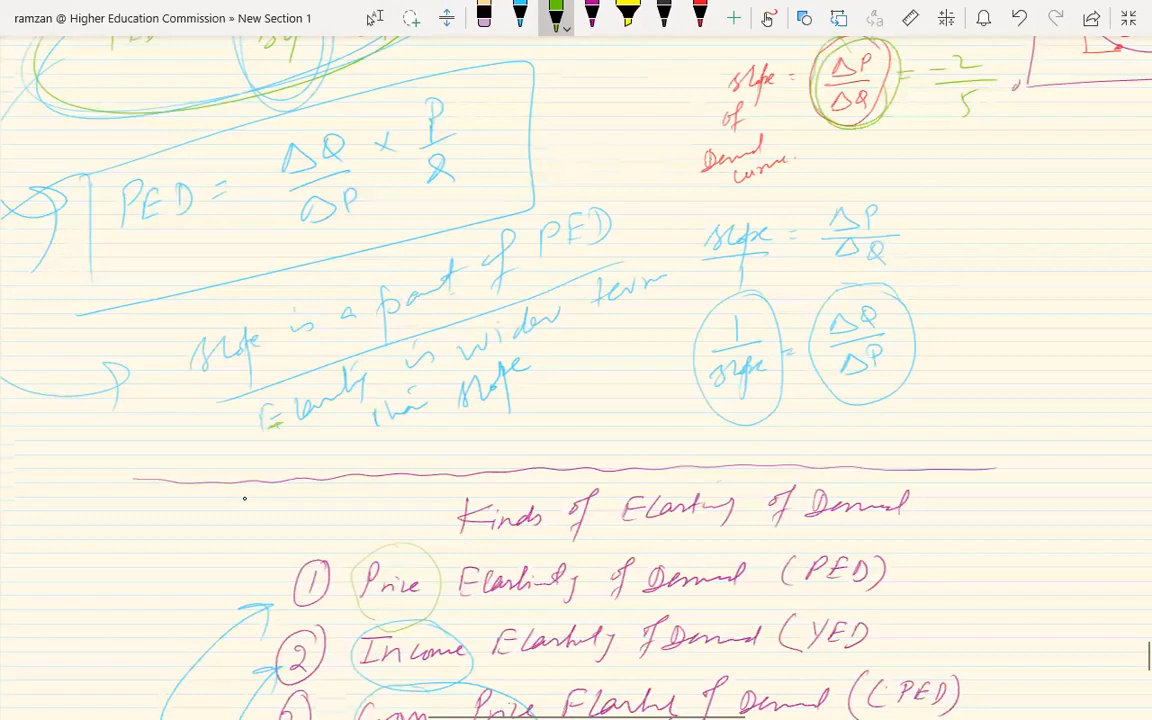 ramzan @ Higher Education Commission » New Section 1
PED
slope = ΔP/ΔQ = -2/5
of
Demand
curve.
PED = ΔQ/ΔP × P/Q
slope = ΔP/ΔQ
1/slope = ΔQ/ΔP
slope is a part of PED
Elasticity is wider term
than slope
Kinds of Elasticity of Demand
① Price Elasticity of Demand (PED)
② Income Elasticity of Demand (YED
Cross Price Elasticity of Demand (CPED)